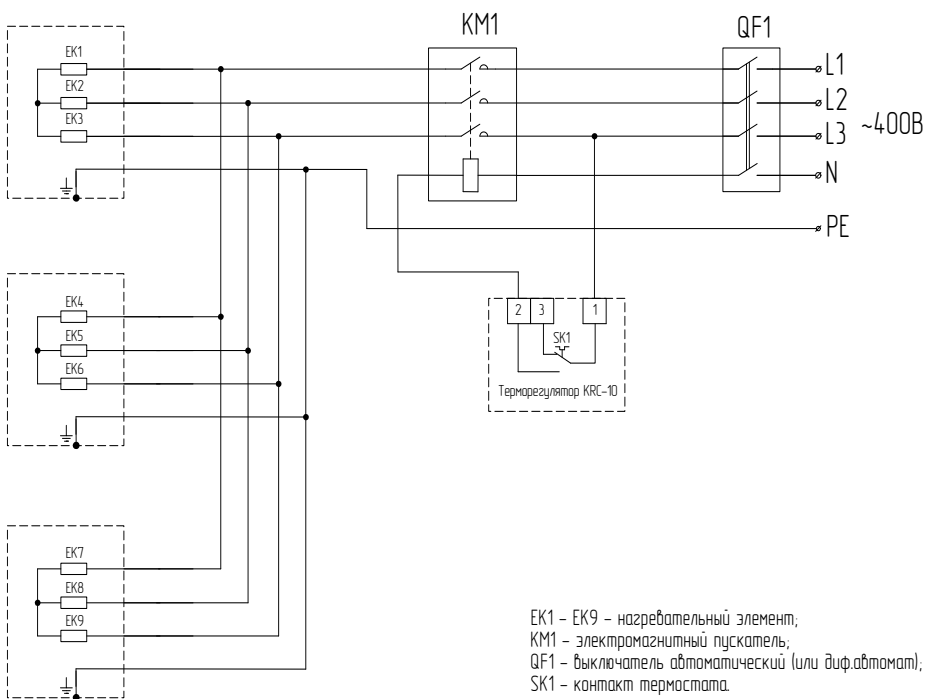 KM1
QF1
EK1
EK2
EK3
L1
L2
L3
~400В
N
PE
EK4
EK5
EK6
2 3 1
SK1
Терморегулятор KRC-10
EK7
EK8
EK9
EK1 - EK9 - нагревательный элемент;
KM1 - электромагнитный пускатель;
QF1 - выключатель автоматический (или диф.автомат);
SK1 - контакт термостата.